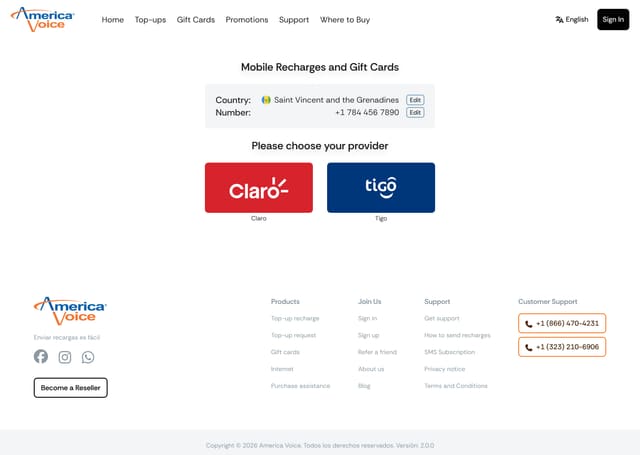 America Voice
Home Top-ups Gift Cards Promotions Support Where to Buy
English Sign In
Mobile Recharges and Gift Cards
Country: Saint Vincent and the Grenadines Edit
Number: +1 784 456 7890 Edit
Please choose your provider
Claro
tigo
Claro
Tigo
America Voice
Enviar recargas es fácil
Become a Reseller
Products
Top-up recharge
Top-up request
Gift cards
Internet
Purchase assistance
Join Us
Sign in
Sign up
Refer a friend
About us
Blog
Support
Get support
How to send recharges
SMS Subscription
Privacy notice
Terms and Conditions
Customer Support
+1 (866) 470-4231
+1 (323) 210-6906
Copyright © 2026 America Voice. Todos los derechos reservados. Versión: 2.0.0